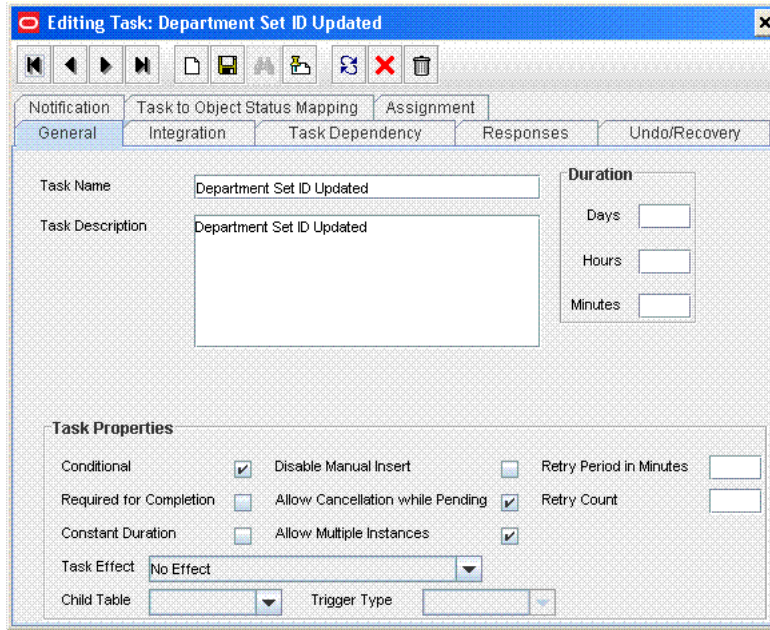 Editing Task: Department Set ID Updated
Notification Task to Object Status Mapping Assignment
General Integration Task Dependency Responses Undo/Recovery
Task Name Department Set ID Updated
Duration
Task Description Department Set ID Updated
Days
Hours
Minutes
Task Properties
Conditional Disable Manual Insert Retry Period in Minutes
Required for Completion Allow Cancellation while Pending Retry Count
Constant Duration Allow Multiple Instances
Task Effect No Effect
Child Table Trigger Type